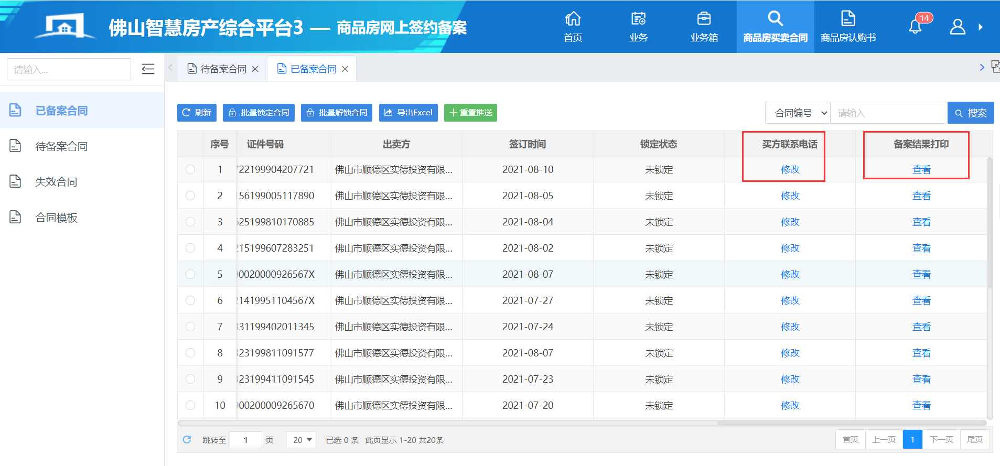 佛山智慧房产综合平台3 — 商品房网上签约备案
首页
业务
业务箱
商品房买卖合同
商品房认购书
14
请输入...
待备案合同
已备案合同
已备案合同
待备案合同
失效合同
合同模板
刷新 批量锁定合同 批量解锁合同 导出Excel 重置推送
合同编号 请输入 搜索
序号 证件号码 出卖方 签订时间 锁定状态 买方联系电话 备案结果打印
1 722199904207721 佛山市顺德区实德投资有限... 2021-08-10 未锁定 修改 查看
2 56199005117890 佛山市顺德区实德投资有限... 2021-08-05 未锁定 修改 查看
3 625199810170885 佛山市顺德区实德投资有限... 2021-08-04 未锁定 修改 查看
4 215199607283251 佛山市顺德区实德投资有限... 2021-08-02 未锁定 修改 查看
5 00020000926567X 佛山市顺德区实德投资有限... 2021-08-07 未锁定 修改 查看
6 21419951104567X 佛山市顺德区实德投资有限... 2021-07-27 未锁定 修改 查看
7 331199402011345 佛山市顺德区实德投资有限... 2021-07-24 未锁定 修改 查看
8 323199811091577 佛山市顺德区实德投资有限... 2021-08-07 未锁定 修改 查看
9 323199411091545 佛山市顺德区实德投资有限... 2021-07-23 未锁定 修改 查看
10 900200009265670 佛山市顺德区实德投资有限... 2021-07-20 未锁定 修改 查看
跳转至 1 页 20 已选 0 条 此页显示 1-20 共20条
首页 上一页 1 下一页 尾页